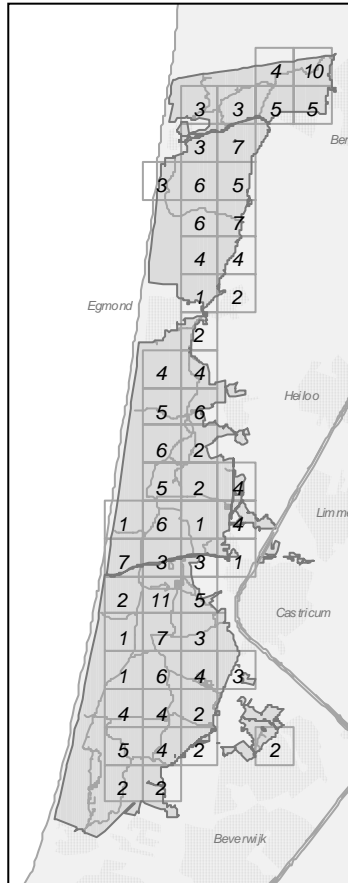 4 10
3 3 5 5
Ber
3 7
3 6 5
6 7
4 4
Egmond 1 2
2
4 4
Heiloo
5 6
6 2
5 2 4
Limme
1 6 1 4
7 3 3 1
2 11 5
Castricum
1 7 3
1 6 4 3
4 4 2
5 4 2 2
2 2
Beverwijk